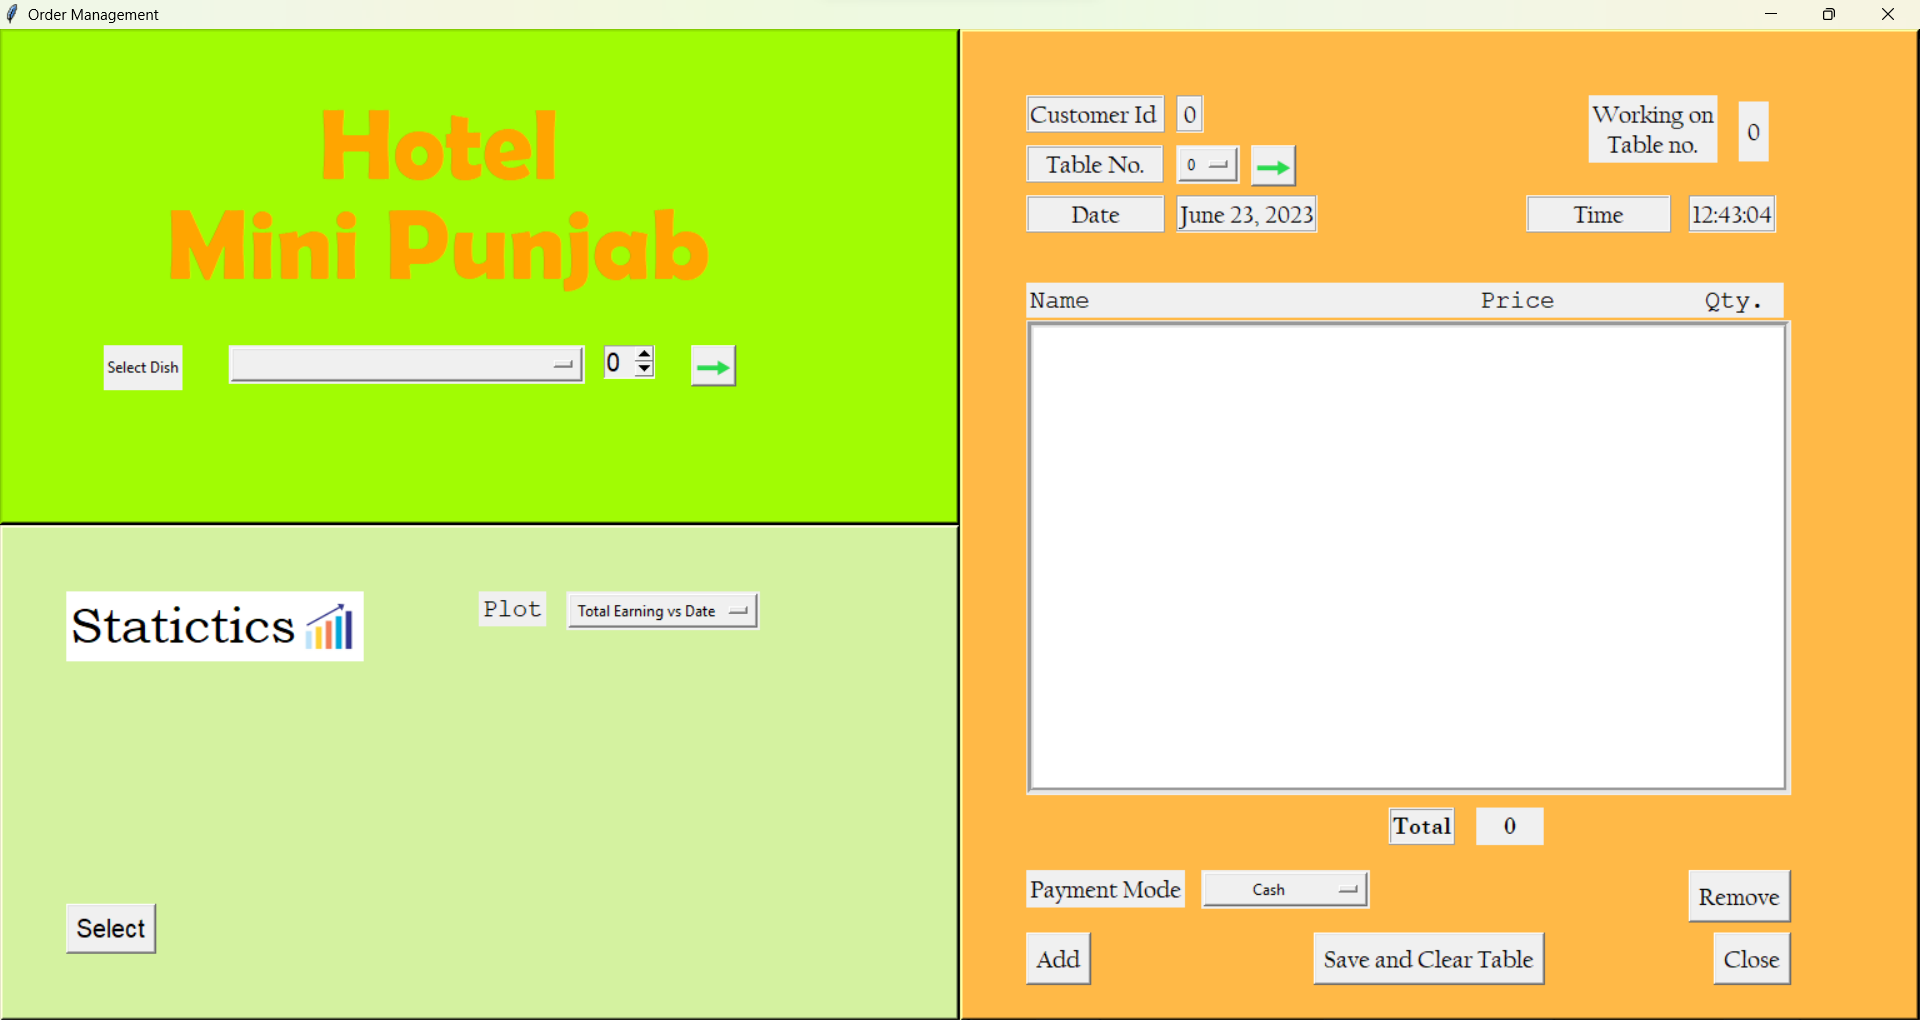 Order Management
Hotel
Mini Punjab
Select Dish 0
Statictics Plot Total Earning vs Date
Select
Customer Id 0
Working on
Table no. 0
Table No. 0
Date June 23, 2023 Time 12:43:04
Name Price Qty.
Total 0
Payment Mode Cash
Remove
Add Save and Clear Table Close